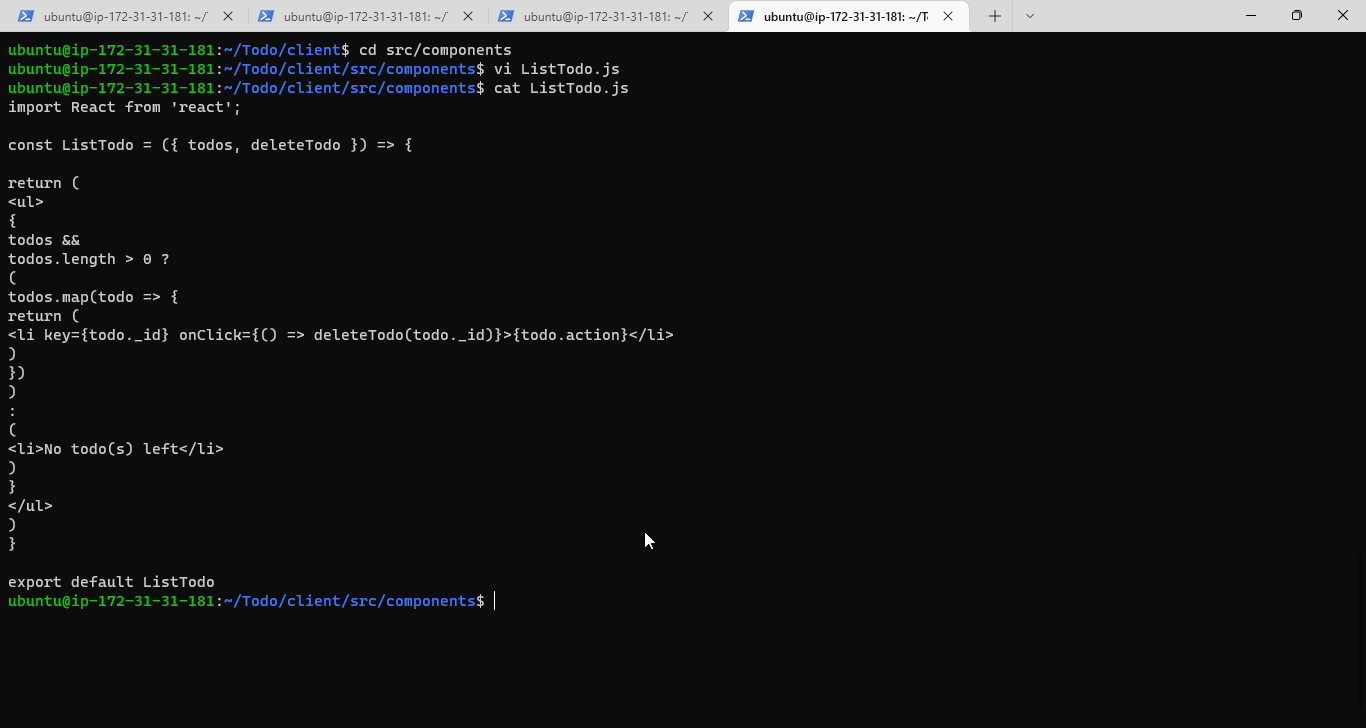 ubuntu@ip-172-31-31-181: ~/
ubuntu@ip-172-31-31-181: ~/
ubuntu@ip-172-31-31-181: ~/
ubuntu@ip-172-31-31-181: ~/T
ubuntu@ip-172-31-31-181:~/Todo/client$ cd src/components
ubuntu@ip-172-31-31-181:~/Todo/client/src/components$ vi ListTodo.js
ubuntu@ip-172-31-31-181:~/Todo/client/src/components$ cat ListTodo.js
import React from 'react';
const ListTodo = ({ todos, deleteTodo }) => {
return (
<ul>
{
todos &&
todos.length > 0 ?
(
todos.map(todo => {
return (
<li key={todo._id} onClick={() => deleteTodo(todo._id)}>{todo.action}</li>
)
})
)
:
(
<li>No todo(s) left</li>
)
}
</ul>
)
}
export default ListTodo
ubuntu@ip-172-31-31-181:~/Todo/client/src/components$